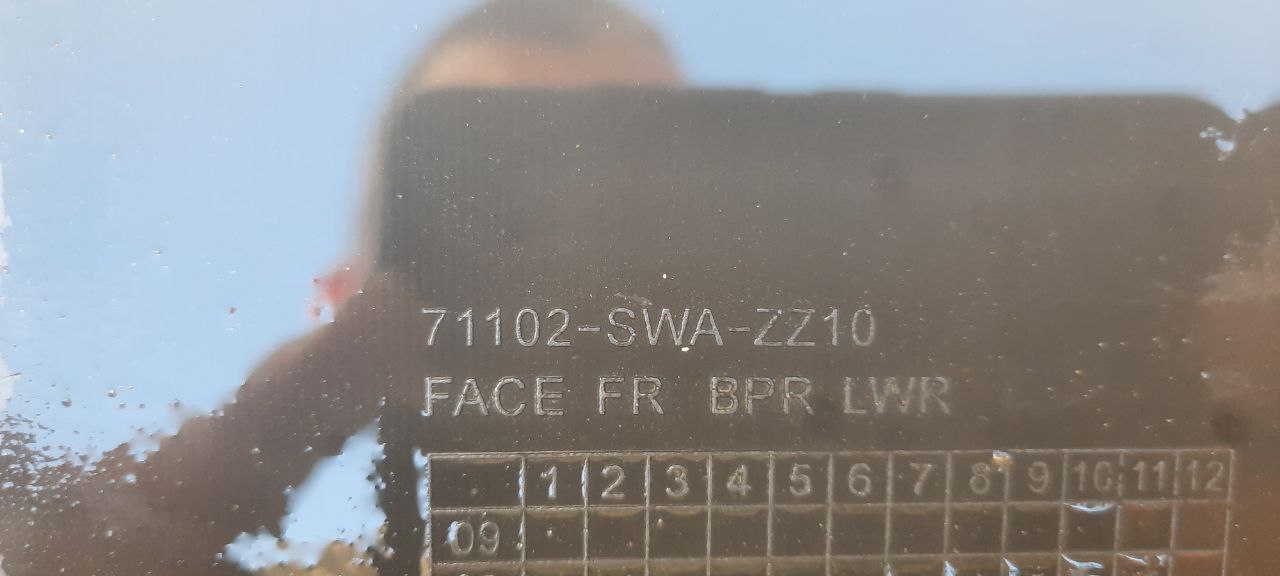 71102-SWA-ZZ10
FACE FR BPR LWR
1 2 3 4 5 6 7 8 9 10 11 12
09